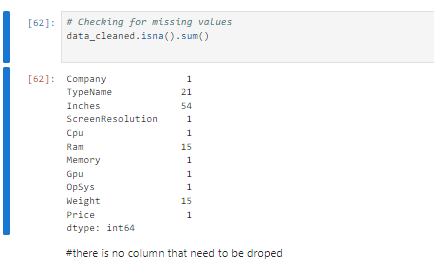 [62]: # Checking for missing values
data_cleaned.isna().sum()
[62]: Company 1
TypeName 21
Inches 54
ScreenResolution 1
Cpu 1
Ram 15
Memory 1
Gpu 1
OpSys 1
Weight 15
Price 1
dtype: int64
#there is no column that need to be droped